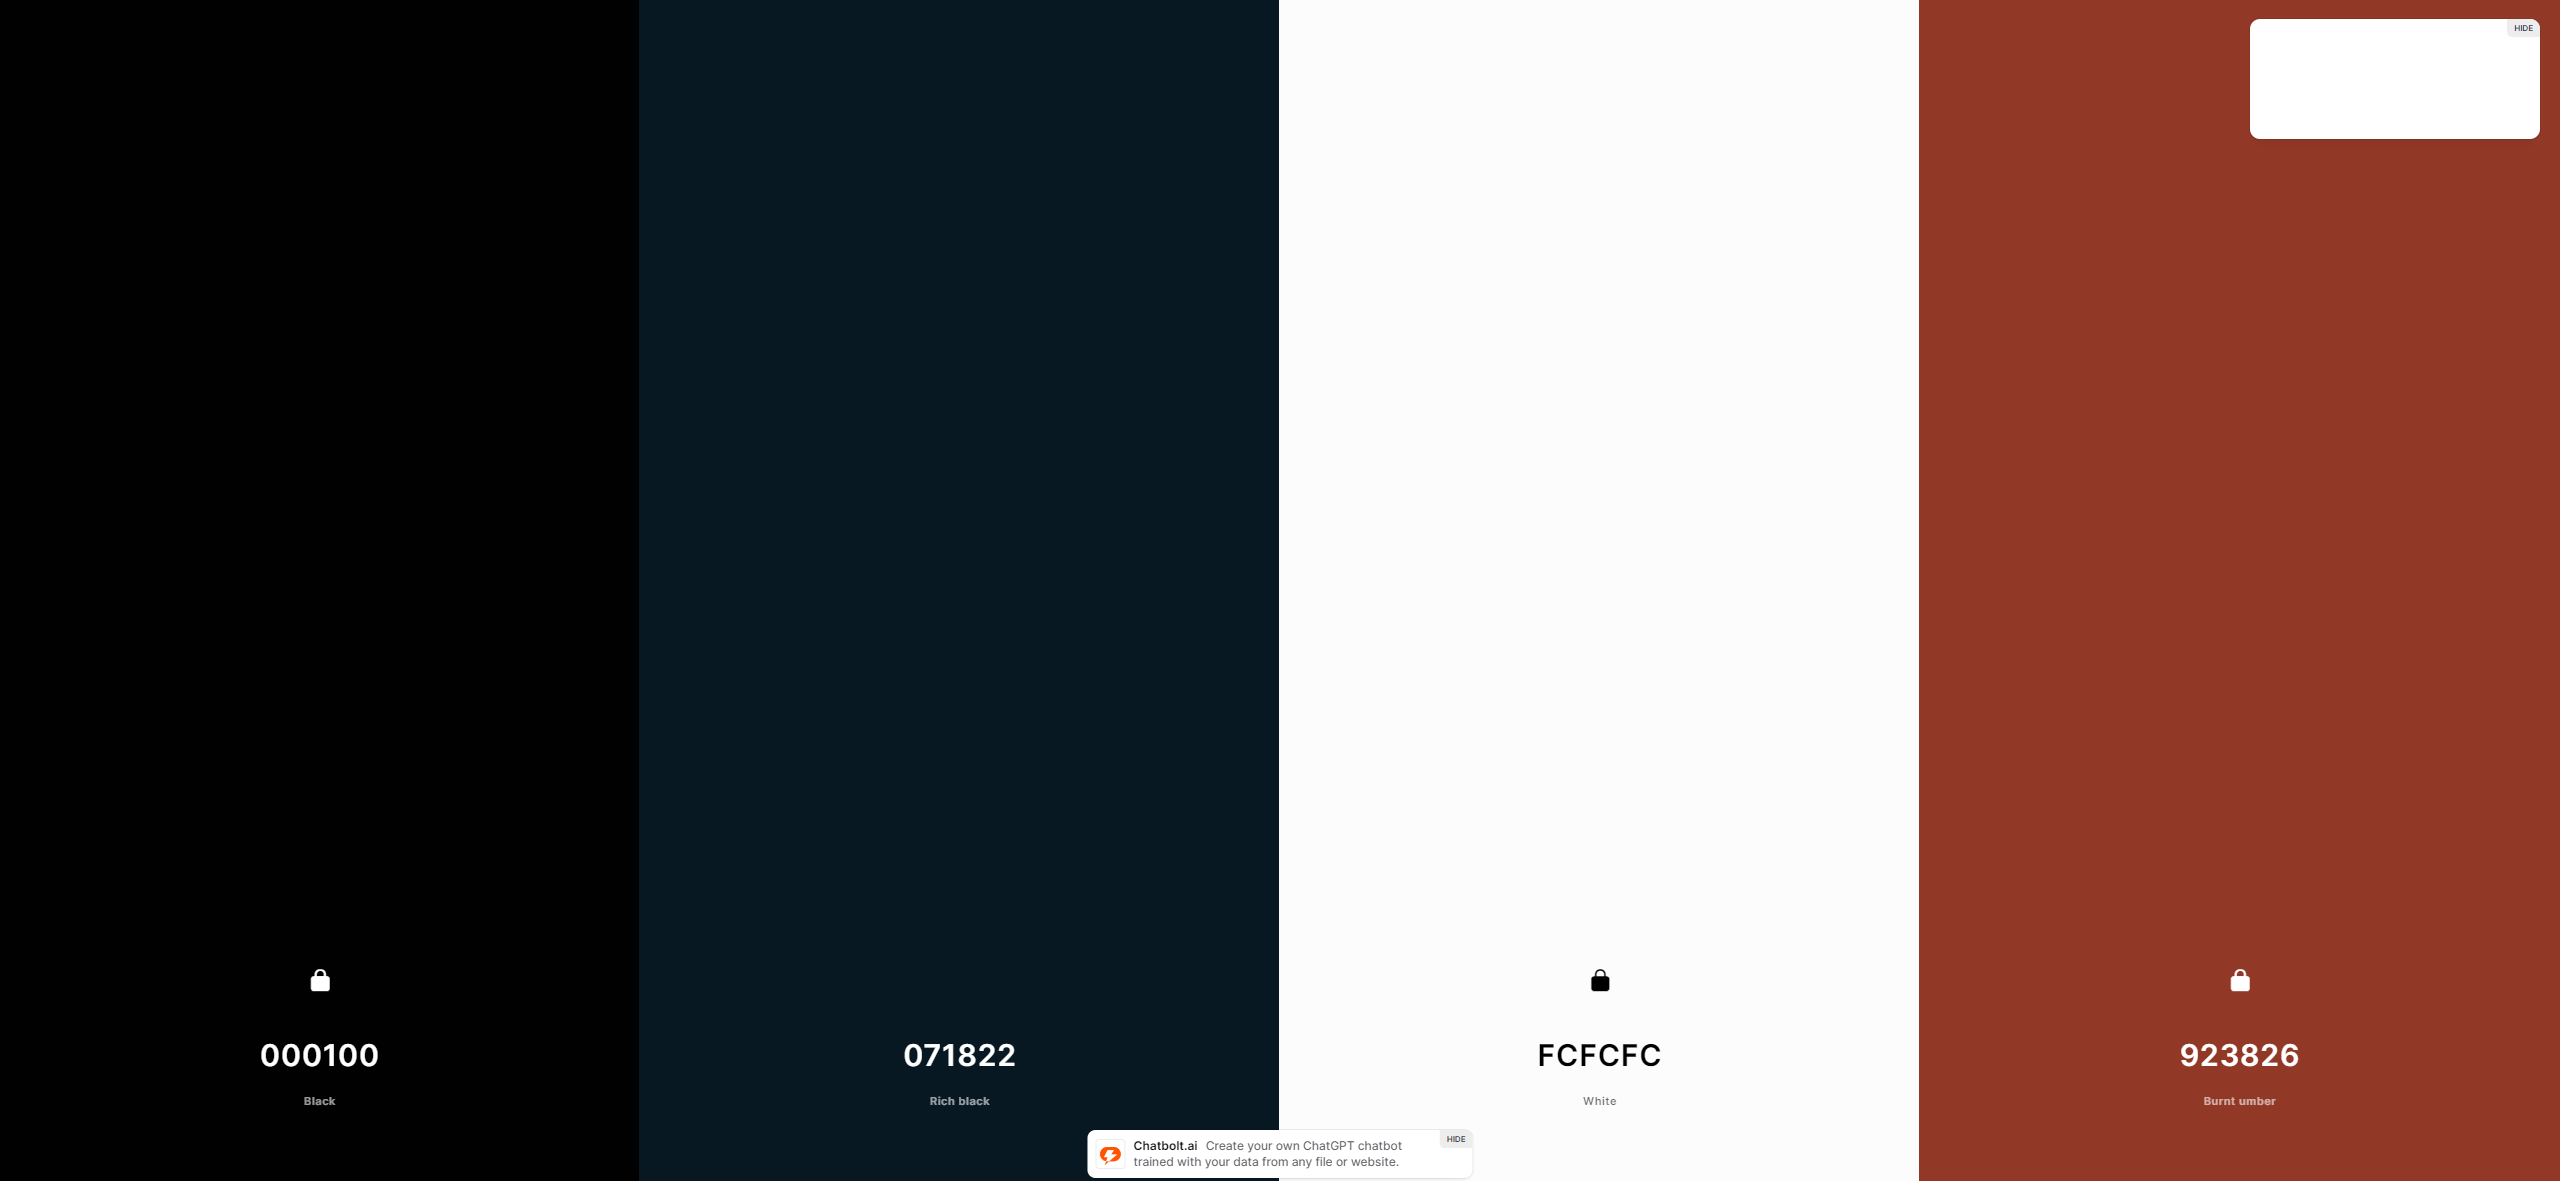 HIDE
000100
071822
FCFCFC
923826
Black
Rich black
White
Burnt umber
Chatbolt.ai Create your own ChatGPT chatbot
HIDE
trained with your data from any file or website.